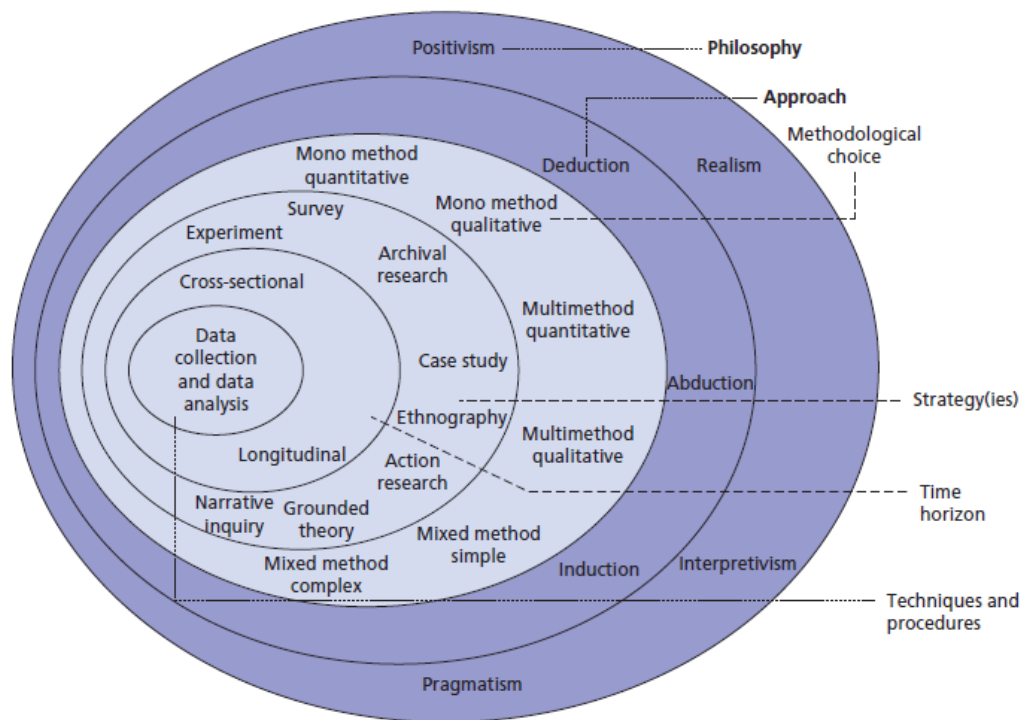 Positivism
Philosophy
Approach
Methodological
choice
Mono method
quantitative
Deduction
Realism
Mono method
qualitative
Survey
Experiment
Archival
research
Cross-sectional
Multimethod
quantitative
Data
collection
and data
analysis
Case study
Abduction
Strategy(ies)
Ethnography
Multimethod
qualitative
Longitudinal
Action
research
Time
horizon
Narrative
inquiry
Grounded
theory
Mixed method
simple
Mixed method
complex
Induction
Interpretivism
Techniques and
procedures
Pragmatism